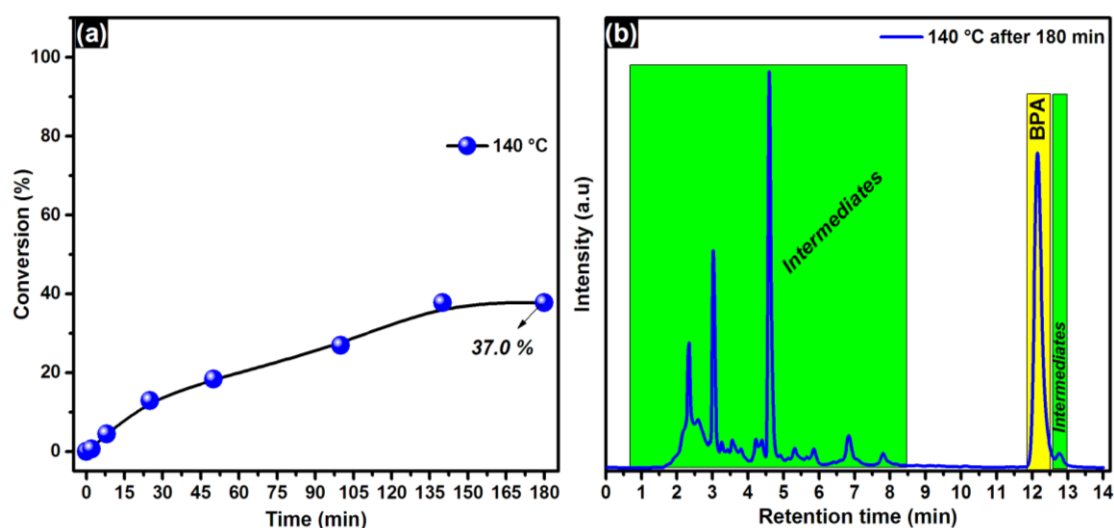 (a)
100
80
60
40
20
0
Conversion (%)
140 °C
37.0 %
0 15 30 45 60 75 90 105 120 135 150 165 180
Time (min)
(b)
140 °C after 180 min
Intensity (a.u)
Intermediates
BPA
Intermediates
0 1 2 3 4 5 6 7 8 9 10 11 12 13 14
Retention time (min)